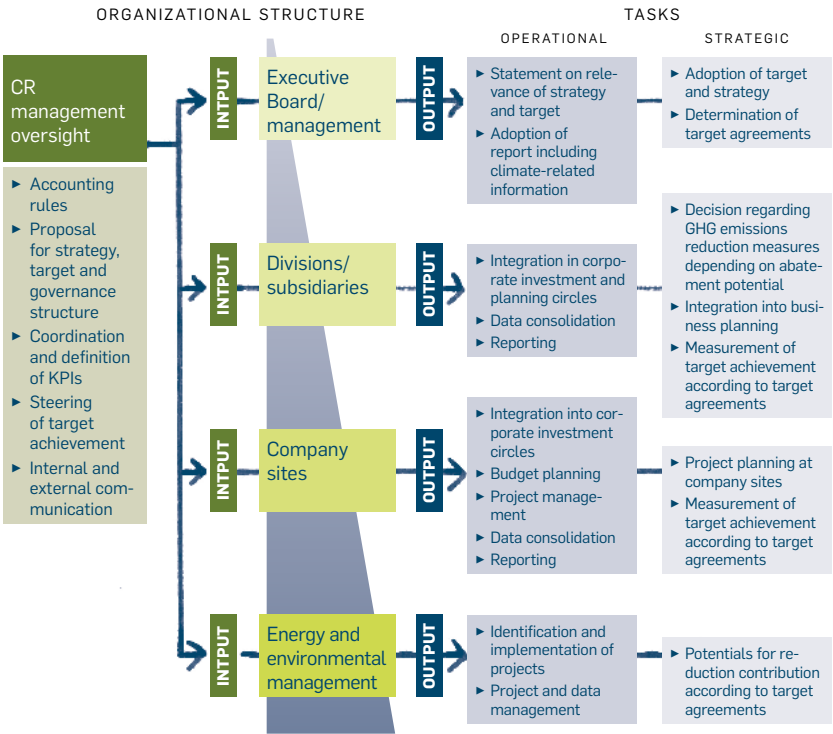 ORGANIZATIONAL STRUCTURE
TASKS
OPERATIONAL
STRATEGIC
CR
management
oversight
► Accounting
rules
► Proposal
for strategy,
target and
governance
structure
► Coordination
and definition
of KPIs
► Steering
of target
achievement
► Internal and
external com-
munication
INTPUT
Executive
Board/
management
OUTPUT
► Statement on rele-
vance of strategy
and target
► Adoption of
report including
climate-related
information
► Adoption of target
and strategy
► Determination of
target agreements
INTPUT
Divisions/
subsidiaries
OUTPUT
► Integration in corpo-
rate investment and
planning circles
► Data consolidation
► Reporting
► Decision regarding
GHG emissions
reduction measures
depending on abate-
ment potential
► Integration into busi-
ness planning
► Measurement of
target achievement
according to target
agreements
INTPUT
Company
sites
OUTPUT
► Integration into cor-
porate investment
circles
► Budget planning
► Project manage-
ment
► Data consolidation
► Reporting
► Project planning at
company sites
► Measurement of
target achievement
according to target
agreements
INTPUT
Energy and
environmental
management
OUTPUT
► Identification and
implementation of
projects
► Project and data
management
► Potentials for re-
duction contribution
according to target
agreements